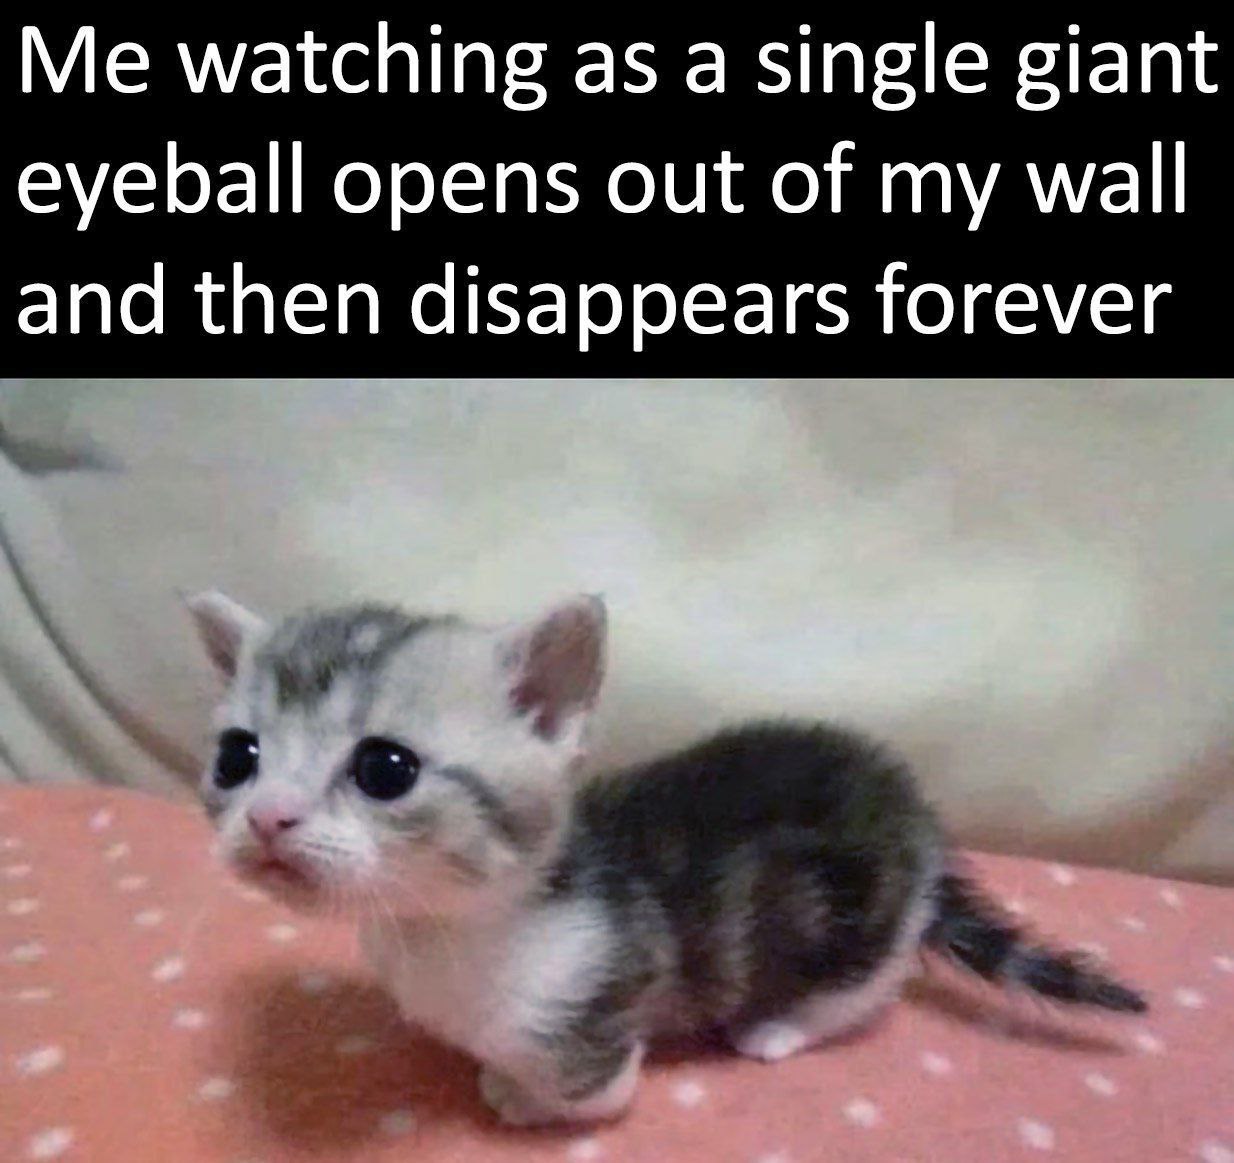 Me watching as a single giant
eyeball opens out of my wall
and then disappears forever